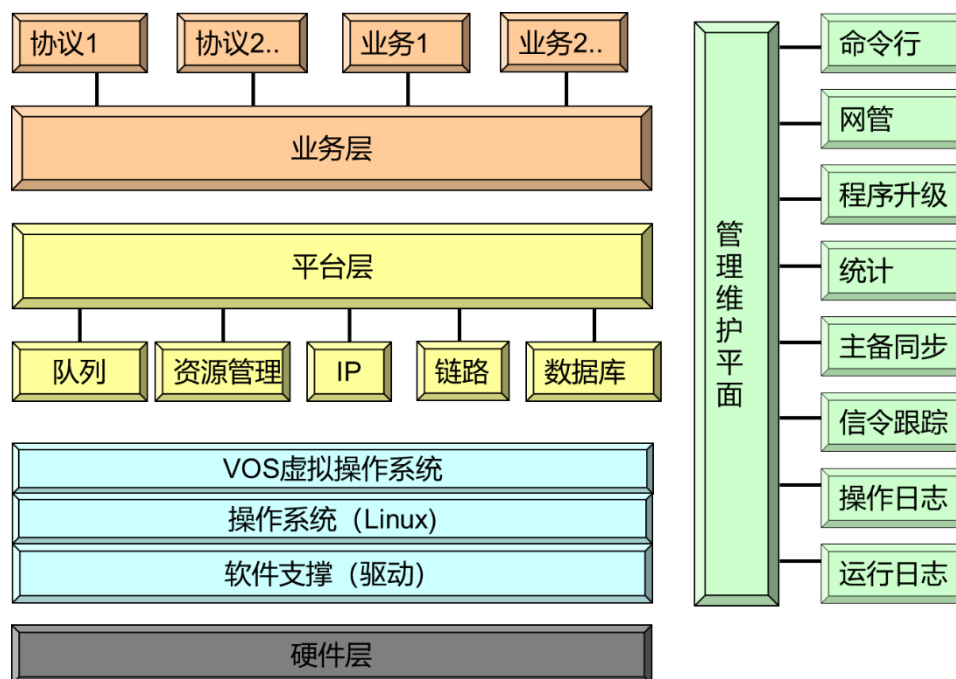 协议1
协议2..
业务1
业务2..
业务层
平台层
队列
资源管理
IP
链路
数据库
VOS虚拟操作系统
操作系统（Linux)
软件支撑（驱动）
硬件层
管理维护平面
命令行
网管
程序升级
统计
主备同步
信令跟踪
操作日志
运行日志